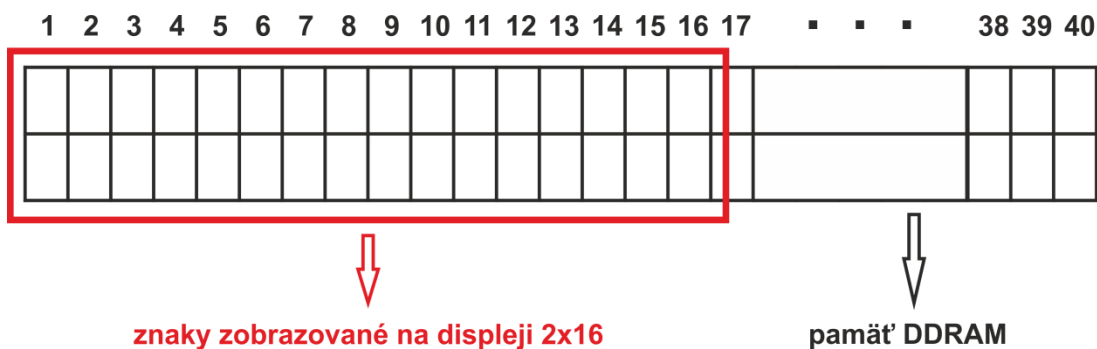 1 2 3 4 5 6 7 8 9 10 11 12 13 14 15 16 17 ▪ ▪ ▪ 38 39 40
znaky zobrazované na displeji 2x16
pamäť DDRAM